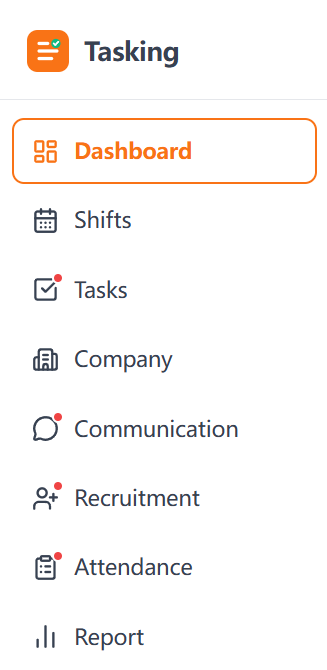 Tasking
Dashboard
Shifts
Tasks
Company
Communication
Recruitment
Attendance
Report